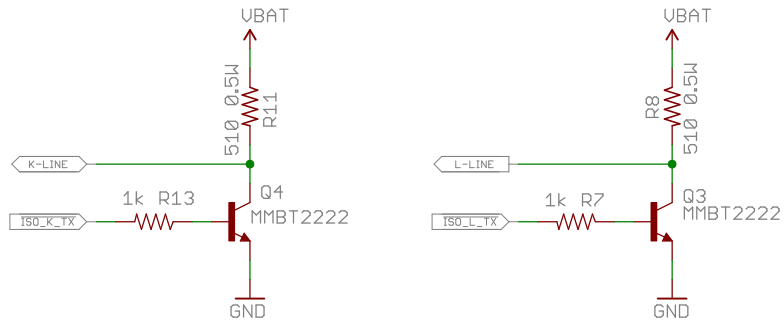 VBAT
510 0.5W
R11
K-LINE
1k R13
Q4
MMBT2222
ISO_K_TX
GND
VBAT
R8
510 0.5W
L-LINE
1k R7
Q3
MMBT2222
ISO_L_TX
GND